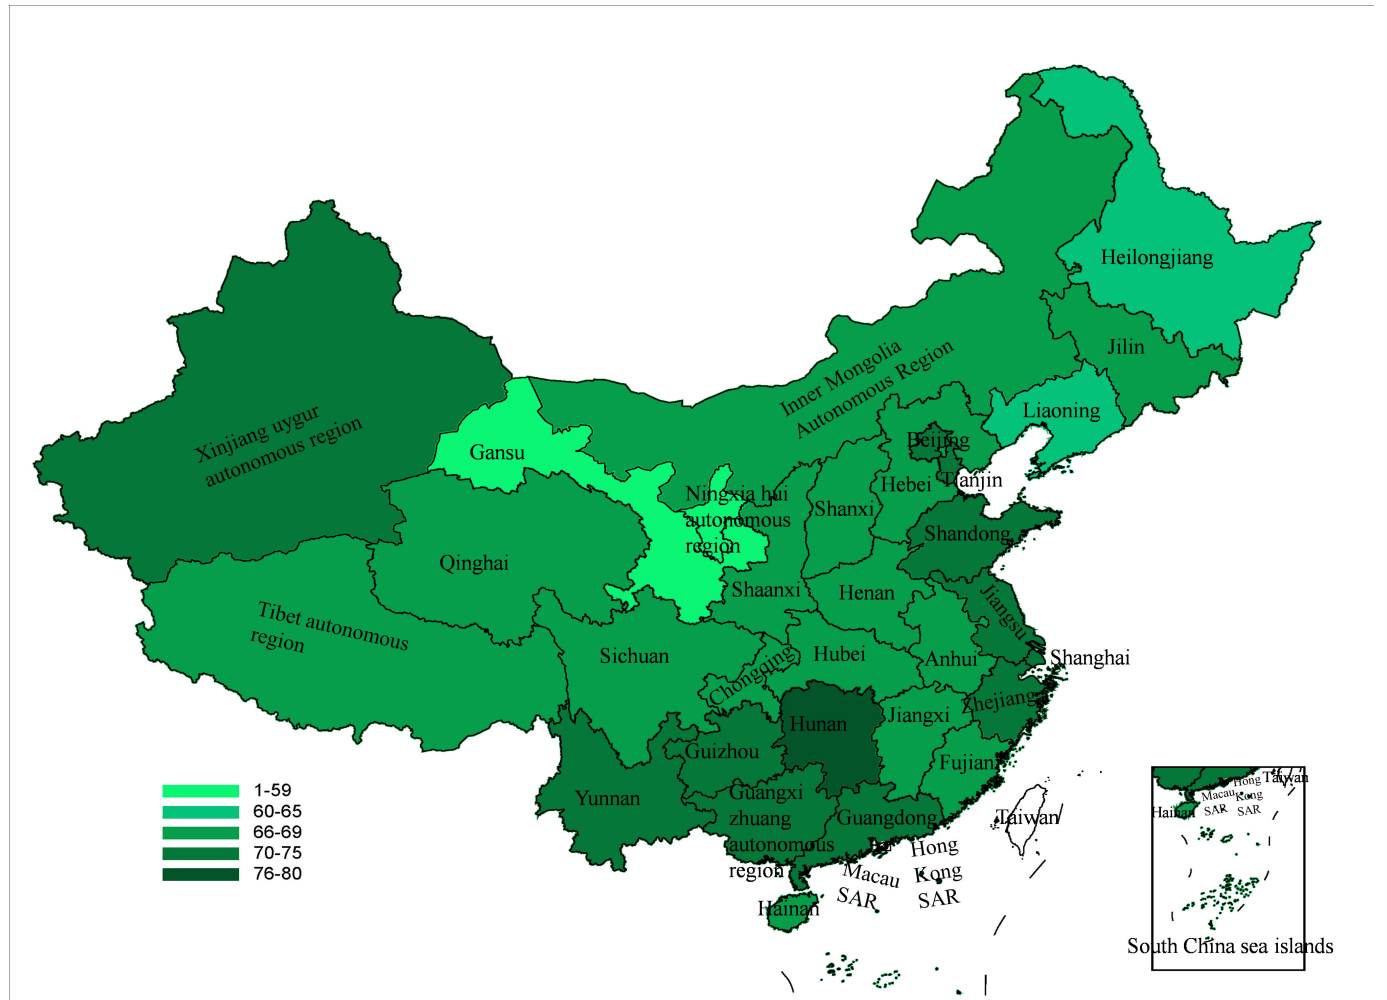 Heilongjiang
Jilin
Inner Mongolia
Autonomous Region
Liaoning
Xinjiang uygur
autonomous region
Gansu
Beijing
Tianjin
Hebei
Ningxia hui
autonomous
region
Shanxi
Shandong
Qinghai
Shaanxi
Henan
Jiangsu
Tibet autonomous
region
Sichuan
Chongqing
Hubei
Anhui
Shanghai
Zhejiang
Hunan
Jiangxi
Guizhou
Fujian
Yunnan
Guangxi
zhuang
autonomous
region
Guangdong
Taiwan
Hong
Kong
SAR
Macau
SAR
Hainan
1-59
60-65
66-69
70-75
76-80
Taiwan
Hong
Kong
SAR
Macau
SAR
Hainan
South China sea islands